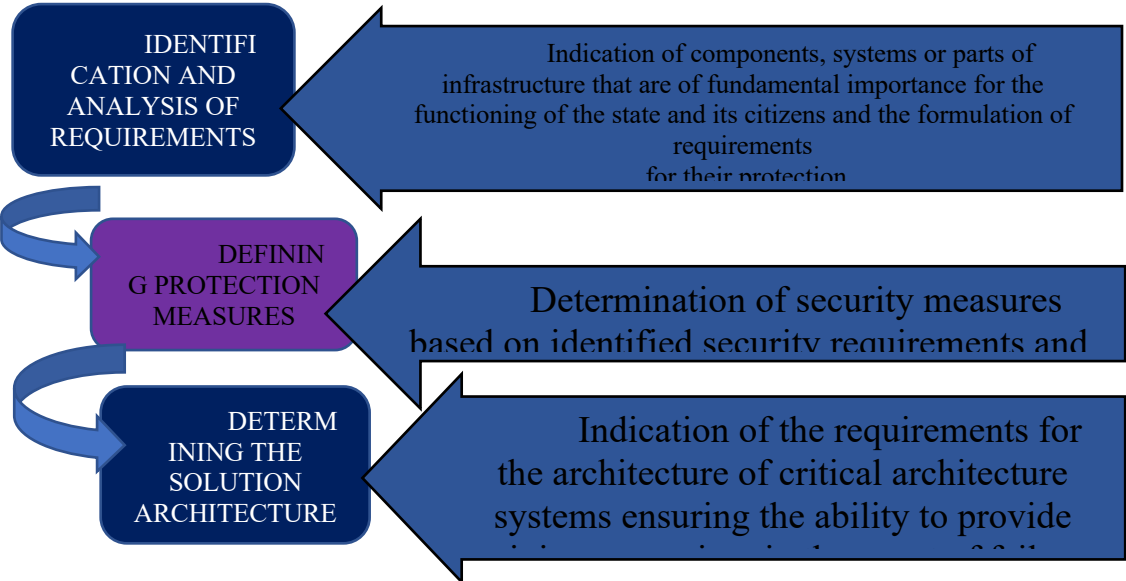 IDENTIFI
CATION AND
ANALYSIS OF
REQUIREMENTS
Indication of components, systems or parts of
infrastructure that are of fundamental importance for the
functioning of the state and its citizens and the formulation of
requirements
for their protection
DEFININ
G PROTECTION
MEASURES
Determination of security measures
based on identified security requirements and
DETERM
INING THE
SOLUTION
ARCHITECTURE
Indication of the requirements for
the architecture of critical architecture
systems ensuring the ability to provide